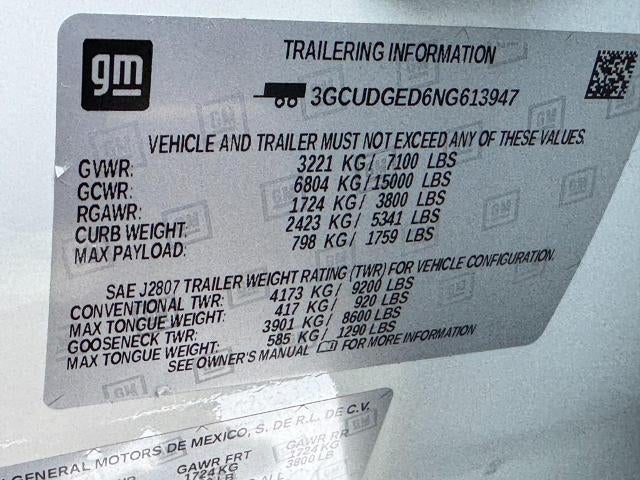 gm
TRAILERING INFORMATION
3GCUDGED6NG613947
VEHICLE AND TRAILER MUST NOT EXCEED ANY OF THESE VALUES.
GVWR: 3221 KG/ 7100 LBS
GCWR: 6804 KG/15000 LBS
RGAWR: 1724 KG/ 3800 LBS
CURB WEIGHT: 2423 KG/ 5341 LBS
MAX PAYLOAD: 798 KG/ 1759 LBS
SAE J2807 TRAILER WEIGHT RATING (TWR) FOR VEHICLE CONFIGURATION.
CONVENTIONAL TWR: 4173 KG/ 9200 LBS
MAX TONGUE WEIGHT: 417 KG/ 920 LBS
GOOSENECK TWR: 3901 KG/ 8600 LBS
MAX TONGUE WEIGHT: 585 KG/ 1290 LBS
SEE OWNER'S MANUAL FOR MORE INFORMATION
GENERAL MOTORS DE MEXICO, S. DE R.L. DE C.V.
GAWR FRT GAWR RR
1724 KG 1724 KG
3800 LB